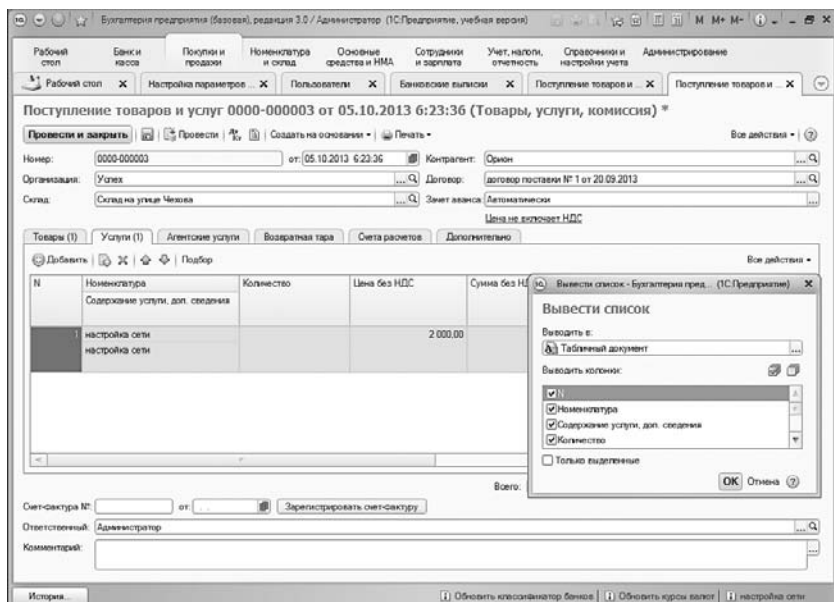 Бухгалтерия предприятия (базовая), редакция 3.0 / Администратор (1С:Предприятие, учебная версия)
M M+ M-
Рабочий стол
Банк и касса
Покупки и продажи
Номенклатура и склад
Основные средства и НМА
Сотрудники и зарплата
Учет, налоги, отчетность
Справочники и настройки учета
Администрирование
Рабочий стол
Настройка параметров ...
Пользователи
Банковские выписки
Поступление товаров и ...
Поступление товаров и ...
Поступление товаров и услуг 0000-000003 от 05.10.2013 6:23:36 (Товары, услуги, комиссия) *
Провести и закрыть
Провести
Создать на основании
Печать
Все действия
Номер: 0000-000003 от: 05.10.2013 6:23:36 Контрагент: Орион
Организация: Успех Договор: договор поставки № 1 от 20.09.2013
Склад: Склад на улице Чехова Зачет аванса: Автоматически
Цена не включает НДС
Товары (1) Услуги (1) Агентские услуги Возвратная тара Счета расчетов Дополнительно
Добавить Подбор Все действия
N Номенклатура Количество Цена без НДС Сумма без НД
Содержание услуги, доп. сведения
1 настройка сети 2 000,00
настройка сети
Вывести список - Бухгалтерия пред... (1С:Предприятие)
Вывести список
Выводить в:
Табличный документ
Выводить колонки:
N
Номенклатура
Содержание услуги, доп. сведения
Количество
Только выделенные
OK Отмена
Всего:
Счет-фактура №: от: . . Зарегистрировать счет-фактуру
Ответственный: Администратор
Комментарий:
История...
Обновить классификатор банков
Обновить курсы валют
настройка сети